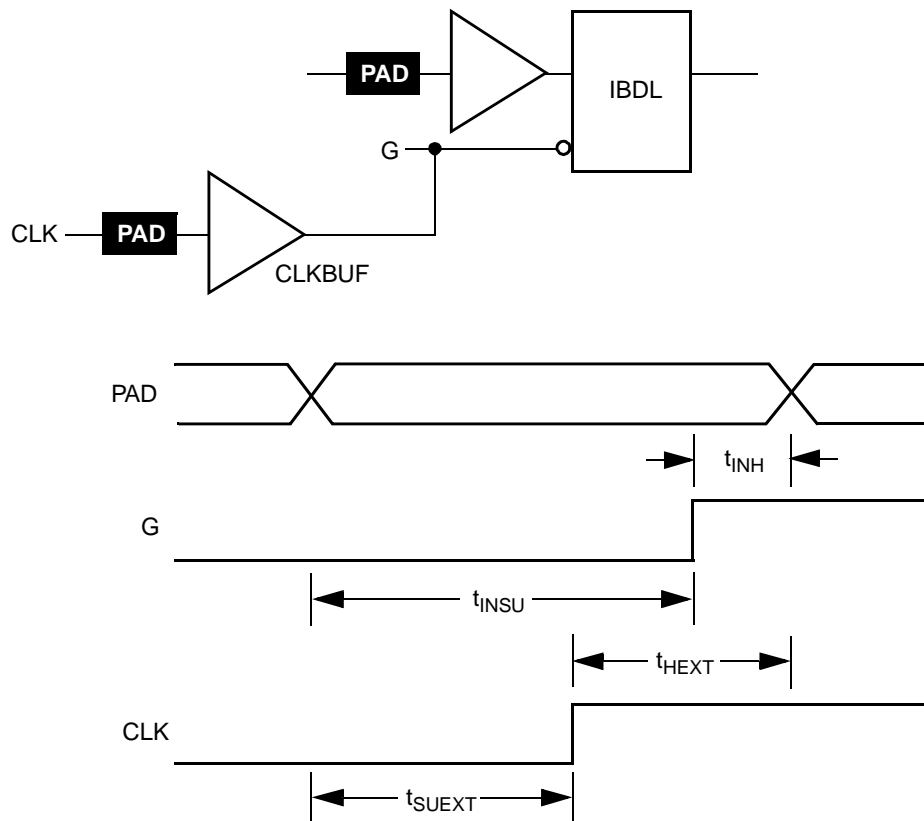 PAD
IBDL
G
CLK
PAD
CLKBUF
PAD
tINH
G
tINSU
tHEXT
CLK
tSUEXT